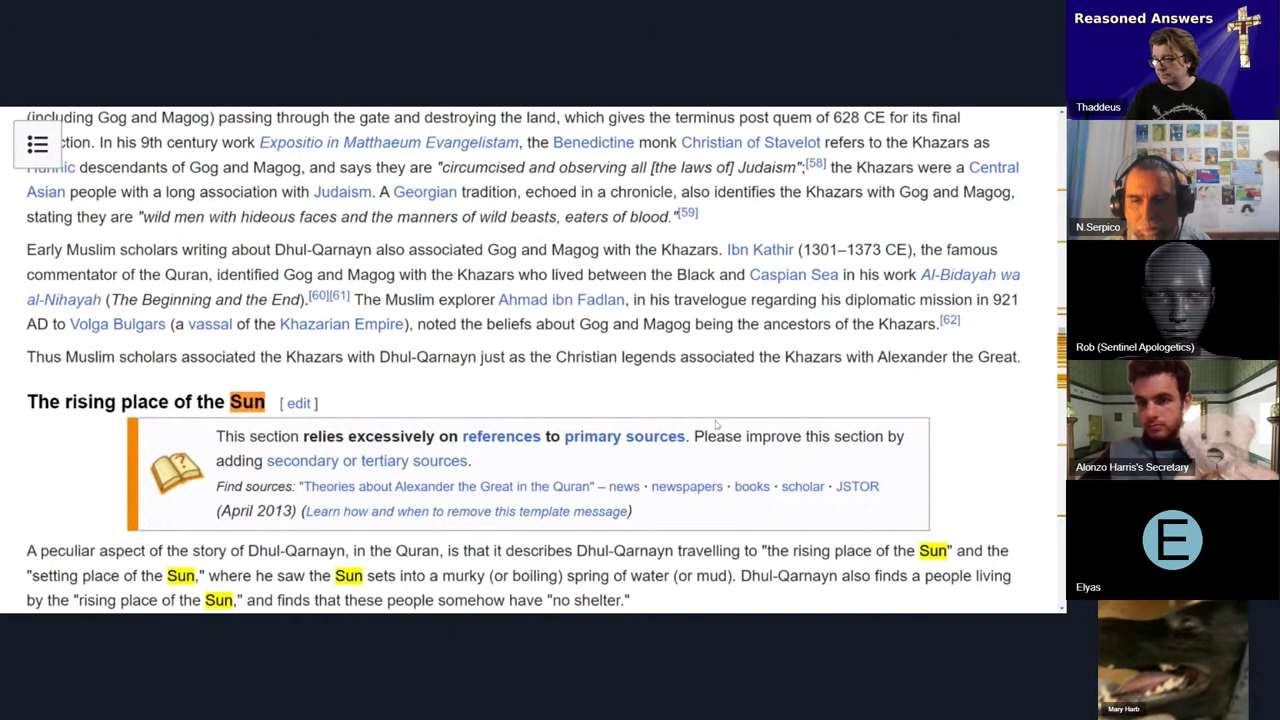 (including Gog and Magog) passing through the gate and destroying the land, which gives the terminus post quem of 628 CE for its final
ction. In his 9th century work Expositio in Matthaeum Evangelistam, the Benedictine monk Christian of Stavelot refers to the Khazars as
Hunnic descendants of Gog and Magog, and says they are "circumcised and observing all [the laws of] Judaism";[58] the Khazars were a Central
Asian people with a long association with Judaism. A Georgian tradition, echoed in a chronicle, also identifies the Khazars with Gog and Magog,
stating they are "wild men with hideous faces and the manners of wild beasts, eaters of blood."[59]
Early Muslim scholars writing about Dhul-Qarnayn also associated Gog and Magog with the Khazars. Ibn Kathir (1301–1373 CE), the famous
commentator of the Quran, identified Gog and Magog with the Khazars who lived between the Black and Caspian Sea in his work Al-Bidayah wa
al-Nihayah (The Beginning and the End).[60][61] The Muslim explorer Ahmad ibn Fadlan, in his travelogue regarding his diplomatic mission in 921
AD to Volga Bulgars (a vassal of the Khazarian Empire), noted the beliefs about Gog and Magog being the ancestors of the Khazars.[62]
Thus Muslim scholars associated the Khazars with Dhul-Qarnayn just as the Christian legends associated the Khazars with Alexander the Great.
The rising place of the Sun [ edit ]
This section relies excessively on references to primary sources. Please improve this section by
adding secondary or tertiary sources.
Find sources: "Theories about Alexander the Great in the Quran" – news · newspapers · books · scholar · JSTOR
(April 2013) (Learn how and when to remove this template message)
A peculiar aspect of the story of Dhul-Qarnayn, in the Quran, is that it describes Dhul-Qarnayn travelling to "the rising place of the Sun" and the
"setting place of the Sun," where he saw the Sun sets into a murky (or boiling) spring of water (or mud). Dhul-Qarnayn also finds a people living
by the "rising place of the Sun," and finds that these people somehow have "no shelter."
Reasoned Answers
Thaddeus
N.Serpico
Rob (Sentinel Apologetics)
Alonzo Harris's Secretary
E
Elyas
Mary Harb